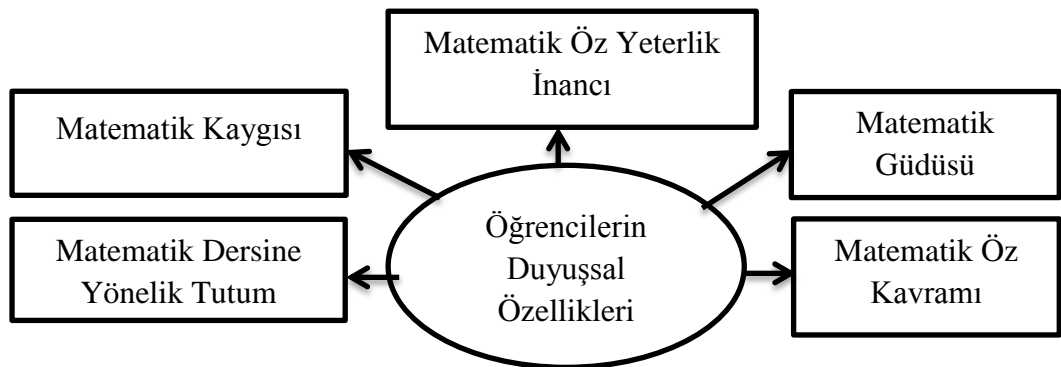 Matematik Öz Yeterlik
İnancı
Matematik Kaygısı
Matematik
Güdüsü
Öğrencilerin
Duyuşsal
Özellikleri
Matematik Dersine
Yönelik Tutum
Matematik Öz
Kavramı